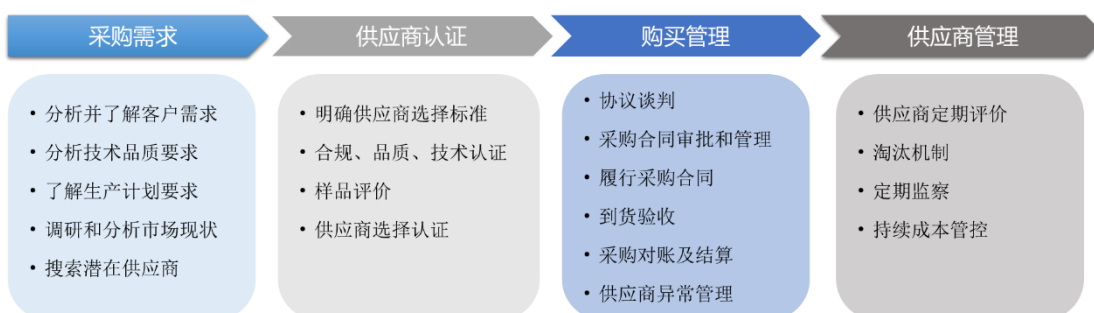 采购需求
• 分析并了解客户需求
• 分析技术品质要求
• 了解生产计划要求
• 调研和分析市场现状
• 搜索潜在供应商
供应商认证
• 明确供应商选择标准
• 合规、品质、技术认证
• 样品评价
• 供应商选择认证
购买管理
• 协议谈判
• 采购合同审批和管理
• 履行采购合同
• 到货验收
• 采购对账及结算
• 供应商异常管理
供应商管理
• 供应商定期评价
• 淘汰机制
• 定期监察
• 持续成本管控